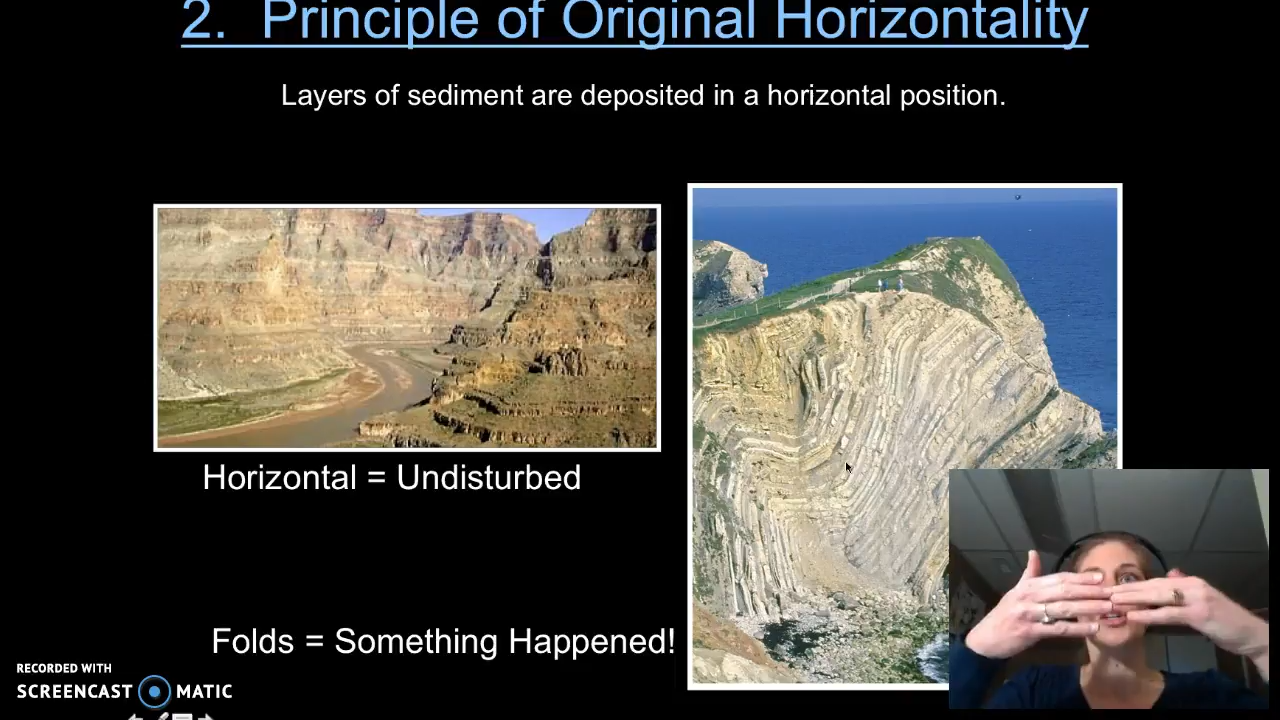 2. Principle of Original Horizontality
Layers of sediment are deposited in a horizontal position.
Horizontal = Undisturbed
Folds = Something Happened!
RECORDED WITH
SCREENCAST MATIC